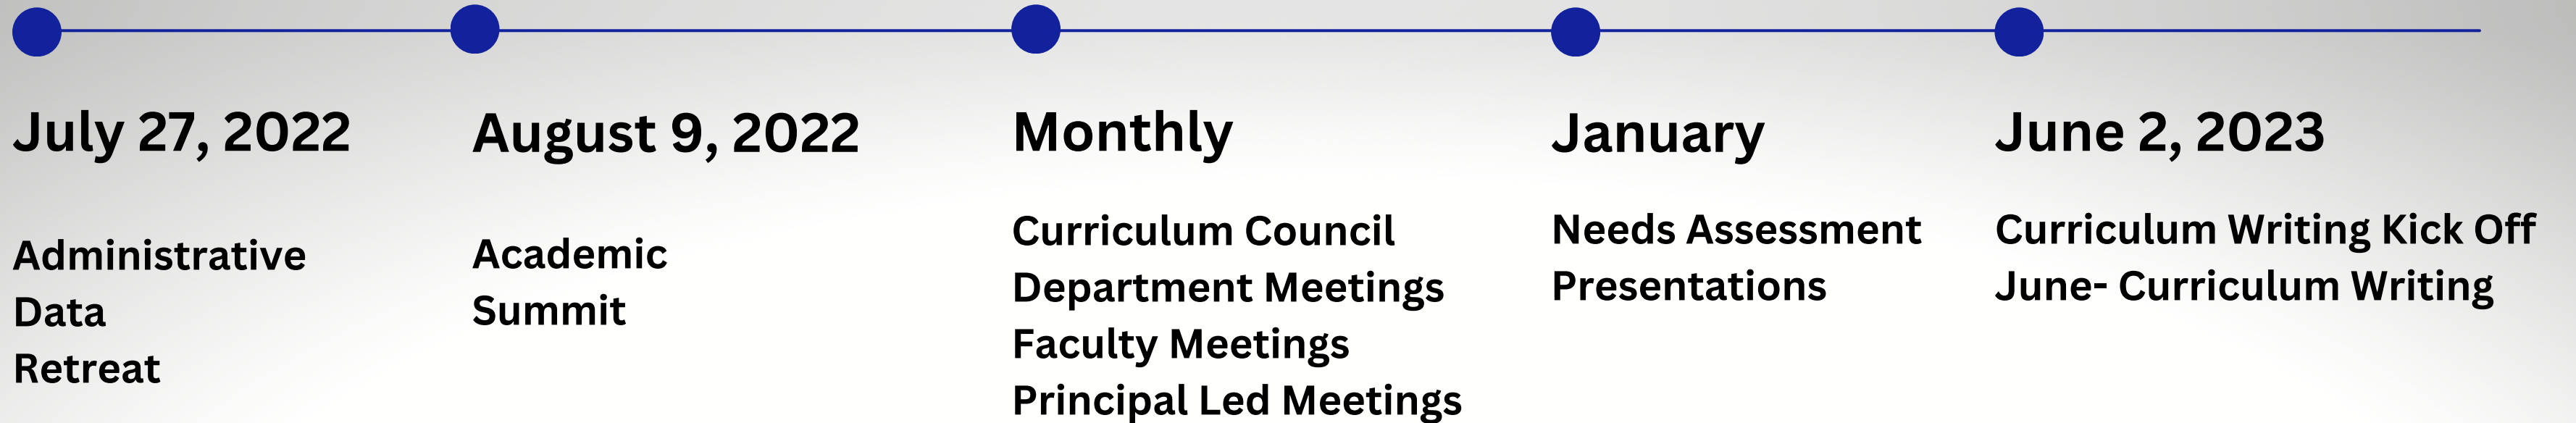 July 27, 2022
Administrative
Data
Retreat
August 9, 2022
Academic
Summit
Monthly
Curriculum Council
Department Meetings
Faculty Meetings
Principal Led Meetings
January
Needs Assessment
Presentations
June 2, 2023
Curriculum Writing Kick Off
June- Curriculum Writing